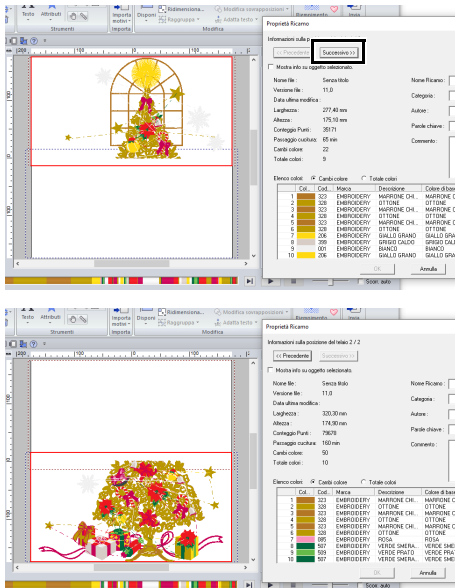 Testo Attributi Importa motivi Disponi Ridimensiona... Modifica sovrapposizioni
Raggruppa Adatta testo Riempimento Invia
Strumenti Importa Modifica
Proprietà Ricamo
<< Precedente Successivo >>
Mostra info su oggetto selezionato.
Nome file : Senza titolo Nome Ricamo :
Versione file : 11,0 Categoria :
Data ultima modifica :
Larghezza : 277,40 mm Autore :
Altezza : 175,10 mm Parole chiave :
Conteggio Punti : 35171
Passaggio cucitura: 65 min Commento :
Cambi colore: 22
Totale colori : 9
Elenco colori: Cambi colore Totale colori
Col... Cod... Marca Descrizione Colore di base
1 323 EMBROIDERY MARRONE CHI... MARRONE C
2 328 EMBROIDERY OTTONE OTTONE
3 323 EMBROIDERY MARRONE CHI... MARRONE C
4 328 EMBROIDERY OTTONE OTTONE
5 323 EMBROIDERY MARRONE CHI... MARRONE C
6 328 EMBROIDERY OTTONE OTTONE
7 206 EMBROIDERY GIALLO GRANO GIALLO GRA
8 399 EMBROIDERY GRIGIO CALDO GRIGIO CAL
9 001 EMBROIDERY BIANCO BIANCO
10 206 EMBROIDERY GIALLO GRANO GIALLO GRA
OK Annulla
Scorr. auto
Testo Attributi Importa motivi Disponi Ridimensiona...
Raggruppa Adatta testo Riempimento Invia
Strumenti Importa Modifica
Proprietà Ricamo
Informazioni sulla posizione del telaio 2 / 2
<< Precedente Successivo >>
Mostra info su oggetto selezionato.
Nome file : Senza titolo Nome Ricamo :
Versione file : 11,0 Categoria :
Data ultima modifica :
Larghezza : 320,30 mm Autore :
Altezza : 174,90 mm Parole chiave :
Conteggio Punti : 79670
Passaggio cucitura: 160 min Commento :
Cambi colore: 50
Totale colori : 10
Elenco colori: Cambi colore Totale colori
Col... Cod... Marca Descrizione Colore di base
1 323 EMBROIDERY MARRONE CHI... MARRONE C
2 328 EMBROIDERY OTTONE OTTONE
3 323 EMBROIDERY MARRONE CHI... MARRONE C
4 328 EMBROIDERY OTTONE OTTONE
5 323 EMBROIDERY MARRONE CHI... MARRONE C
6 328 EMBROIDERY OTTONE OTTONE
7 085 EMBROIDERY ROSA ROSA
8 507 EMBROIDERY VERDE SMERA... VERDE SME
9 509 EMBROIDERY VERDE PRATO VERDE PRA
10 507 EMBROIDERY VERDE SMERA... VERDE SME
OK Annulla
Scorr. auto